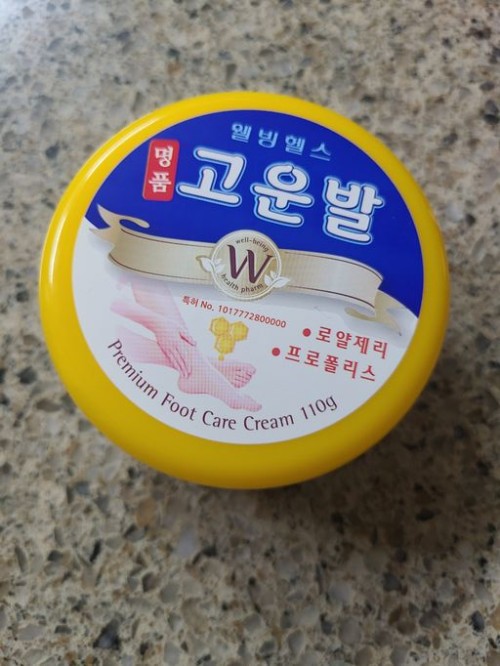 웰빙헬스
명품
고운발
well-being
W
health pharm
특허 No. 1017772800000
• 로얄제리
• 프로폴리스
Premium Foot Care Cream 110g